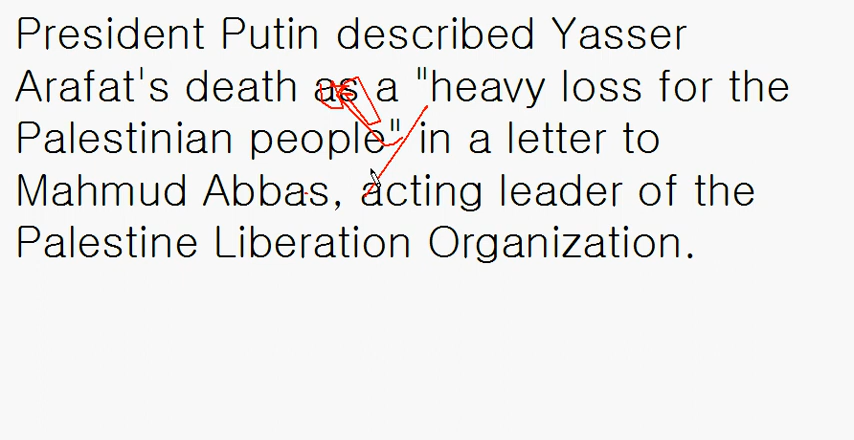 President Putin described Yasser
Arafat's death as a "heavy loss for the
Palestinian people" in a letter to
Mahmud Abbas, acting leader of the
Palestine Liberation Organization.